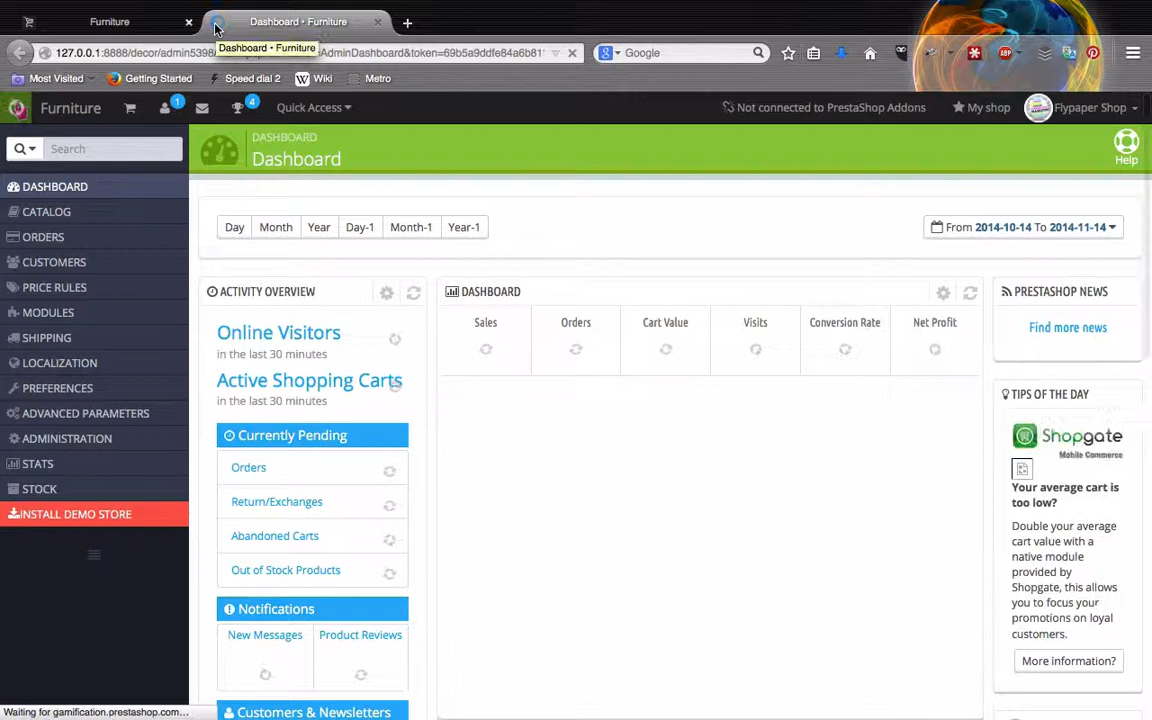 Furniture
Dashboard • Furniture
Dashboard • Furniture
127.0.0.1:8888/decor/admin539
AdminDashboard&token=69b5a9ddfe84a6b81
Google
Most Visited
Getting Started
Speed dial 2
Wiki
Metro
Furniture
1
4
Quick Access
Not connected to PrestaShop Addons
My shop
Flypaper Shop
Search
DASHBOARD
Dashboard
Help
DASHBOARD
CATALOG
ORDERS
CUSTOMERS
PRICE RULES
MODULES
SHIPPING
LOCALIZATION
PREFERENCES
ADVANCED PARAMETERS
ADMINISTRATION
STATS
STOCK
INSTALL DEMO STORE
Day
Month
Year
Day-1
Month-1
Year-1
From 2014-10-14 To 2014-11-14
ACTIVITY OVERVIEW
Online Visitors
in the last 30 minutes
Active Shopping Carts
in the last 30 minutes
Currently Pending
Orders
Return/Exchanges
Abandoned Carts
Out of Stock Products
Notifications
New Messages
Product Reviews
Customers & Newsletters
DASHBOARD
Sales
Orders
Cart Value
Visits
Conversion Rate
Net Profit
PRESTASHOP NEWS
Find more news
TIPS OF THE DAY
Shopgate
Mobile Commerce
Your average cart is
too low?
Double your average
cart value with a
native module
provided by
Shopgate, this allows
you to focus your
promotions on loyal
customers.
More information?
Waiting for gamification.prestashop.com...